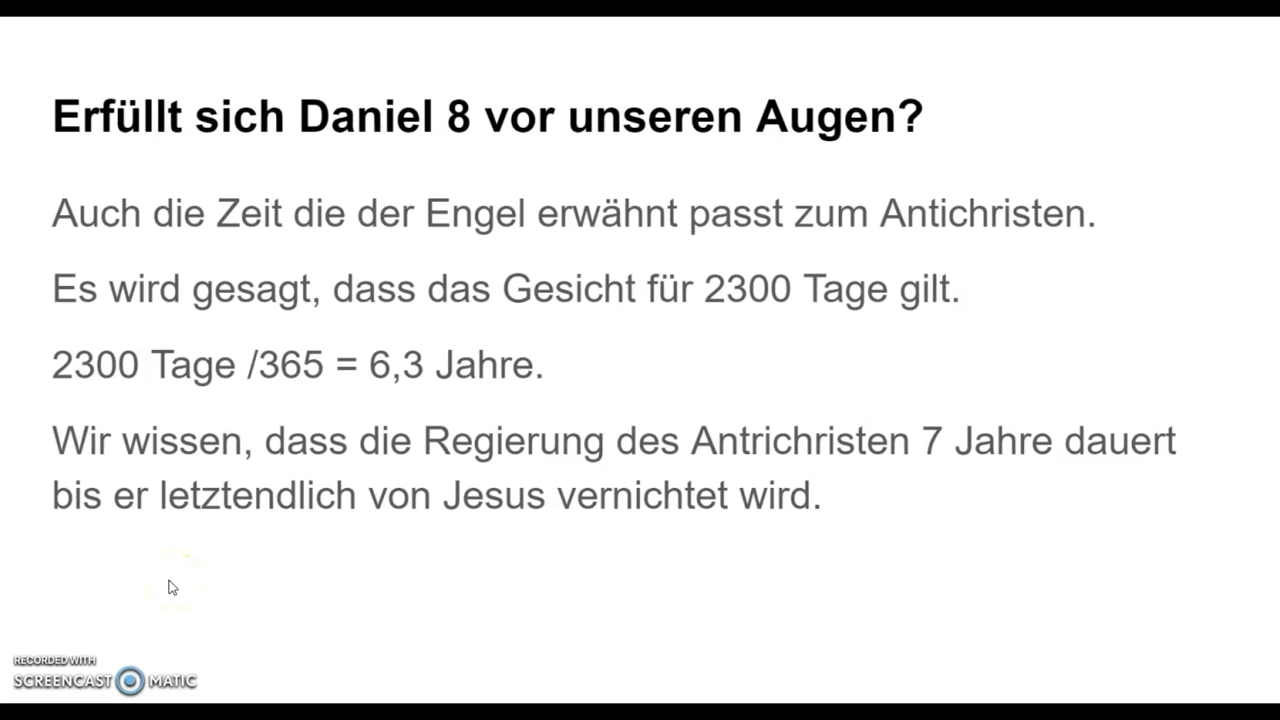 Erfüllt sich Daniel 8 vor unseren Augen?
Auch die Zeit die der Engel erwähnt passt zum Antichristen.
Es wird gesagt, dass das Gesicht für 2300 Tage gilt.
2300 Tage /365 = 6,3 Jahre.
Wir wissen, dass die Regierung des Antrichristen 7 Jahre dauert
bis er letztendlich von Jesus vernichtet wird.
RECORDED WITH
SCREENCAST MATIC